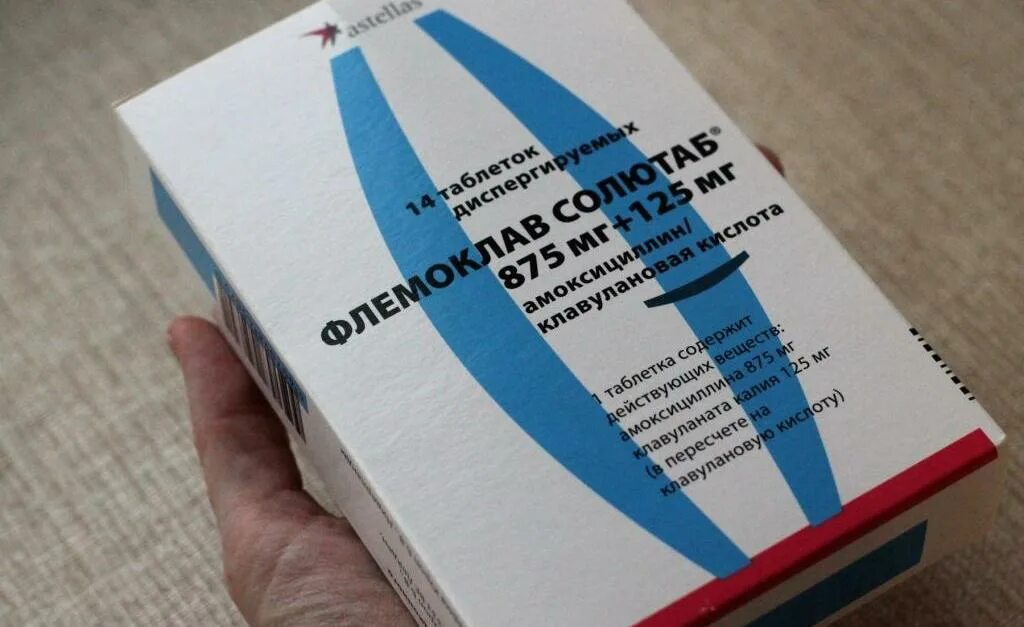 astellas
14 таблеток
диспергируемых
ФЛЕМОКЛАВ СОЛЮТАБ®
875 мг+125 мг
амоксициллин/
клавулановая кислота
1 таблетка содержит
действующих веществ:
амоксициллина 875 мг
клавуланата калия 125 мг
(в пересчете на
клавулановую кислоту)